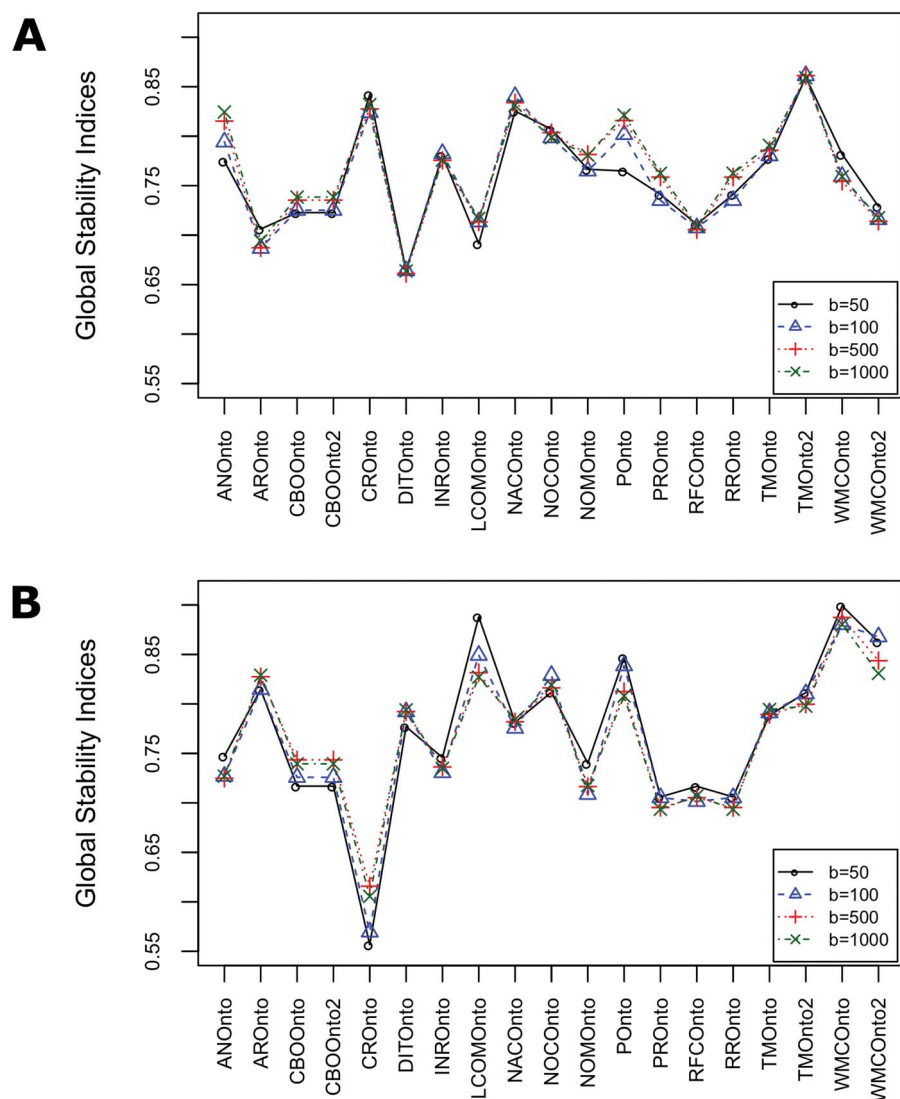 A
Global Stability Indices
0.85
0.75
0.65
0.55
b=50
b=100
b=500
b=1000
ANOnto
AROnto
CBOOnto
CBOOnto2
CROnto
DITOnto
INROnto
LCOMOnto
NACOnto
NOCOnto
NOMOnto
POnto
PROnto
RFCOnto
RROnto
TMOnto
TMOnto2
WMCOnto
WMCOnto2
B
Global Stability Indices
0.85
0.75
0.65
0.55
b=50
b=100
b=500
b=1000
ANOnto
AROnto
CBOOnto
CBOOnto2
CROnto
DITOnto
INROnto
LCOMOnto
NACOnto
NOCOnto
NOMOnto
POnto
PROnto
RFCOnto
RROnto
TMOnto
TMOnto2
WMCOnto
WMCOnto2